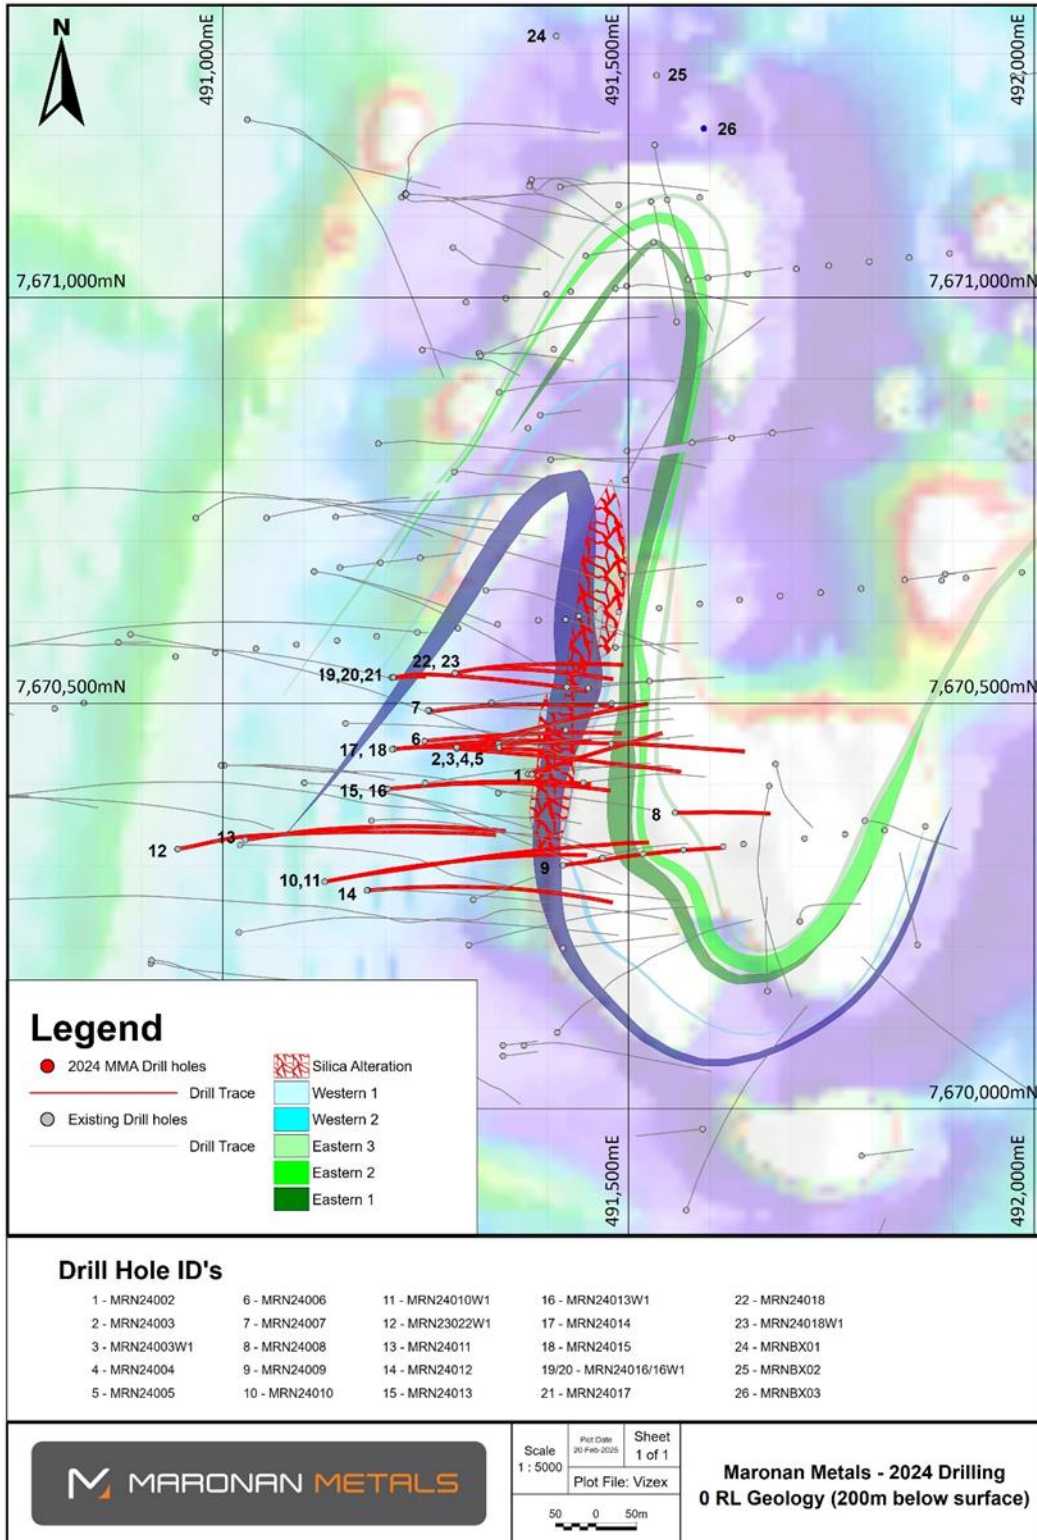 N
491,000mE
491,500mE
492,000mE
24
25
26
7,671,000mN
7,671,000mN
22, 23
19,20,21
7,670,500mN
7,670,500mN
7
6
17, 18
2,3,4,5
1
15, 16
8
13
12
9
10,11
14
Legend
2024 MMA Drill holes
Drill Trace
Existing Drill holes
Drill Trace
Silica Alteration
Western 1
Western 2
Eastern 3
Eastern 2
Eastern 1
7,670,000mN
491,500mE
492,000mE
Drill Hole ID's
1 - MRN24002
2 - MRN24003
3 - MRN24003W1
4 - MRN24004
5 - MRN24005
6 - MRN24006
7 - MRN24007
8 - MRN24008
9 - MRN24009
10 - MRN24010
11 - MRN24010W1
12 - MRN23022W1
13 - MRN24011
14 - MRN24012
15 - MRN24013
16 - MRN24013W1
17 - MRN24014
18 - MRN24015
19/20 - MRN24016/16W1
21 - MRN24017
22 - MRN24018
23 - MRN24018W1
24 - MRNBX01
25 - MRNBX02
26 - MRNBX03
MARONAN METALS
Scale
1 : 5000
Plot Date
20-Feb-2025
Sheet
1 of 1
Plot File: Vizex
50 0 50m
Maronan Metals - 2024 Drilling
0 RL Geology (200m below surface)